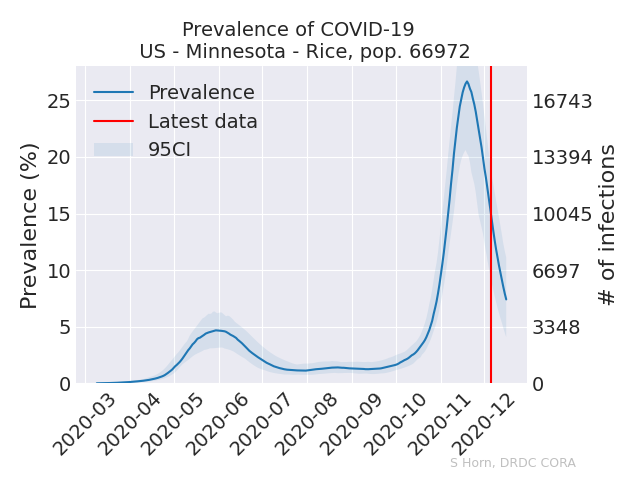 Prevalence of COVID-19
US - Minnesota - Rice, pop. 66972
Prevalence
Latest data
95CI
Prevalence (%)
25
20
15
10
5
0
16743
13394
10045
6697
3348
0
# of infections
2020-03
2020-04
2020-05
2020-06
2020-07
2020-08
2020-09
2020-10
2020-11
2020-12
S Horn, DRDC CORA